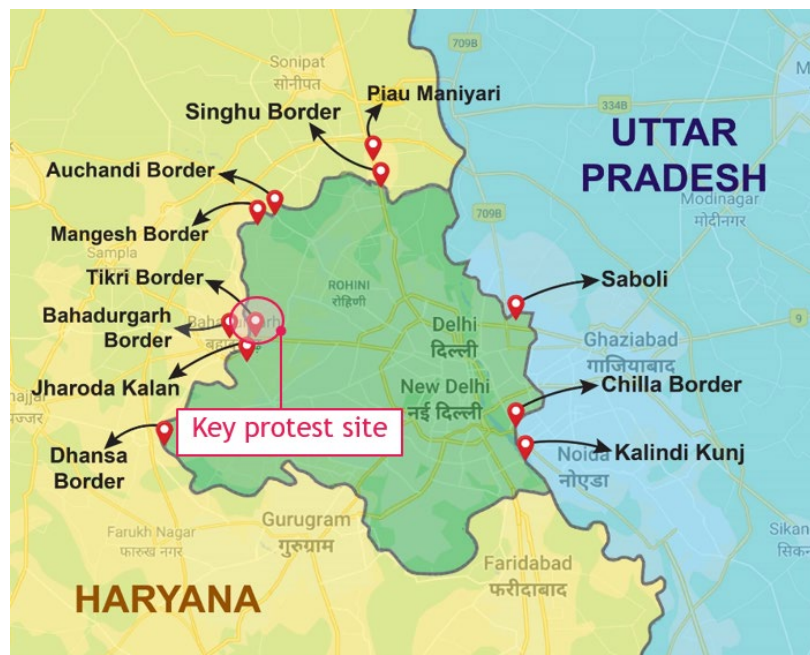 709B
Sonipat
सोनीपत
Piau Maniyari
Singhu Border
334B
UTTAR
PRADESH
Auchandi Border
Modinagar
मोदीनगर
709B
Mangesh Border
Sampla
Tikri Border
ROHINI
रोहिणी
Saboli
Bahadurgarh
Border
Delhi
दिल्ली
9
Ghaziabad
गाज़ियाबाद
Jharoda Kalan
New Delhi
नई दिल्ली
Chilla Border
Key protest site
Dhansa
Border
Noida
नोएडा
Kalindi Kunj
Gurugram
गुरुग्राम
Farukh Nagar
फारुख नगर
Faridabad
फरीदाबाद
HARYANA